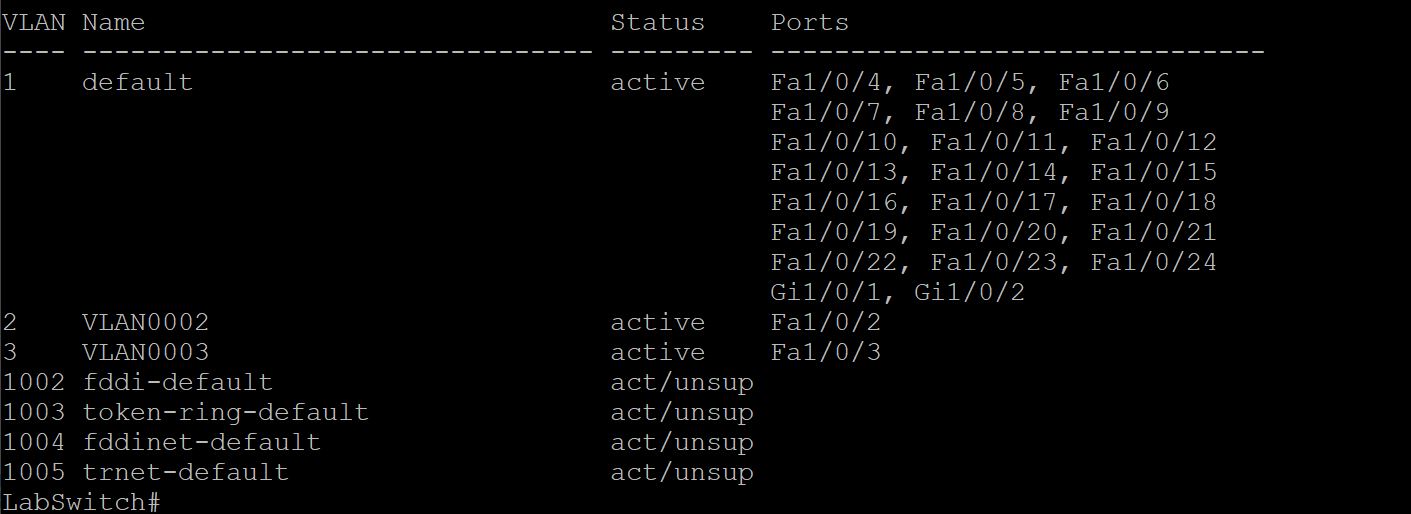 VLAN Name                             Status    Ports
---- -------------------------------- --------- -------------------------------
1    default                          active    Fa1/0/4, Fa1/0/5, Fa1/0/6
                                                Fa1/0/7, Fa1/0/8, Fa1/0/9
                                                Fa1/0/10, Fa1/0/11, Fa1/0/12
                                                Fa1/0/13, Fa1/0/14, Fa1/0/15
                                                Fa1/0/16, Fa1/0/17, Fa1/0/18
                                                Fa1/0/19, Fa1/0/20, Fa1/0/21
                                                Fa1/0/22, Fa1/0/23, Fa1/0/24
                                                Gi1/0/1, Gi1/0/2
2    VLAN0002                         active    Fa1/0/2
3    VLAN0003                         active    Fa1/0/3
1002 fddi-default                     act/unsup
1003 token-ring-default               act/unsup
1004 fddinet-default                  act/unsup
1005 trnet-default                    act/unsup
LabSwitch#